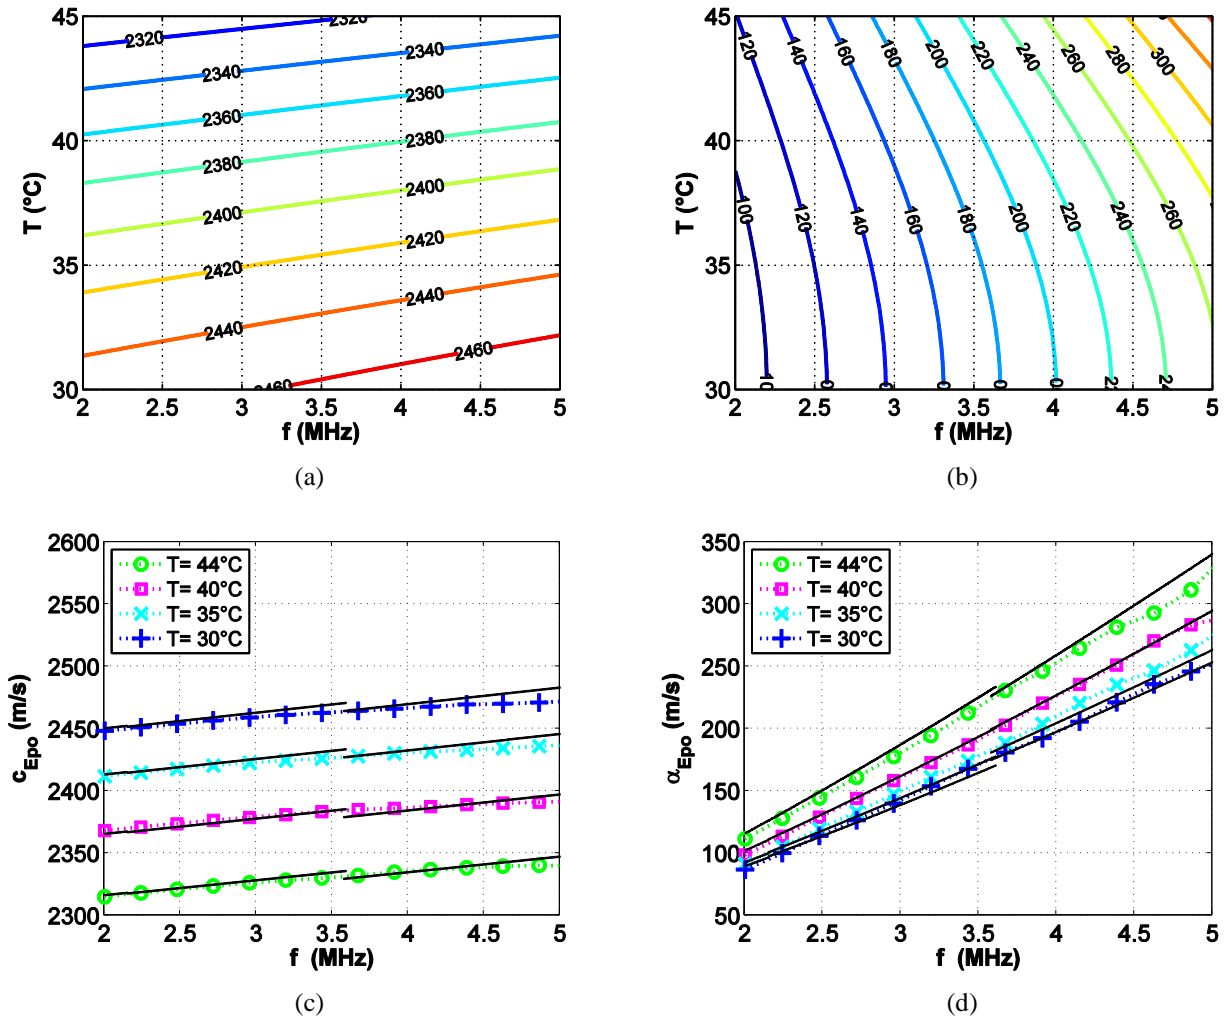 45
40
35
30
T (°C)
2320
2320
2340
2340
2360
2360
2380
2380
2400
2400
2420
2420
2440
2440
2460
2460
2 2.5 3 3.5 4 4.5 5
f (MHz)
(a)
45
40
35
30
T (°C)
120 140 160 180 200 220 240 260 280 300
100 120 140 160 180 200 220 240 260
2 2.5 3 3.5 4 4.5 5
f (MHz)
(b)
2600
2550
2500
2450
2400
2350
2300
c_Epo (m/s)
T= 44°C
T= 40°C
T= 35°C
T= 30°C
2 2.5 3 3.5 4 4.5 5
f (MHz)
(c)
350
300
250
200
150
100
50
α_Epo (m/s)
T= 44°C
T= 40°C
T= 35°C
T= 30°C
2 2.5 3 3.5 4 4.5 5
f (MHz)
(d)